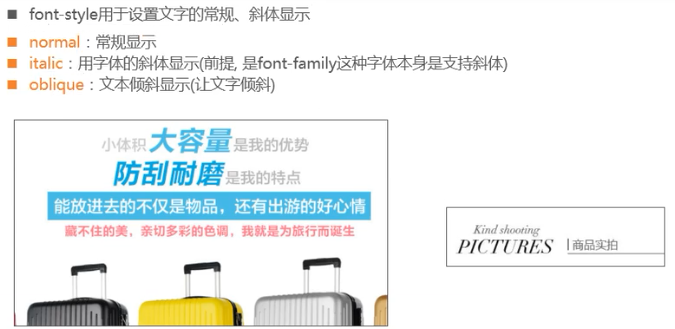 font-style用于设置文字的常规、斜体显示
normal：常规显示
italic：用字体的斜体显示(前提, 是font-family这种字体本身是支持斜体)
oblique：文本倾斜显示(让文字倾斜)
小体积大容量是我的优势
防刮耐磨是我的特点
能放进去的不仅是物品，还有出游的好心情
藏不住的美，亲切多彩的色调，我就是为旅行而诞生
Kind shooting
PICTURES
商品实拍